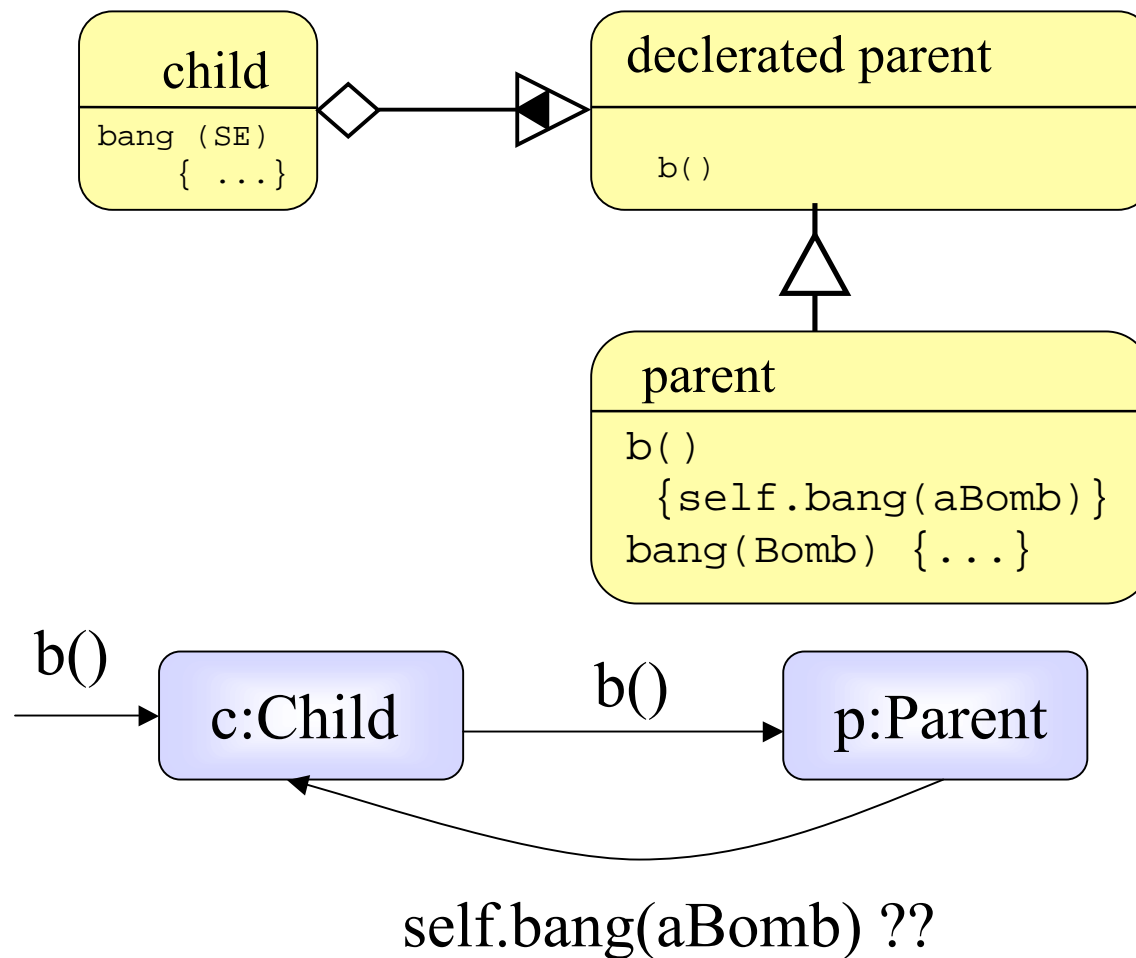 child
bang (SE)
{ ...}
declerated parent
b()
parent
b()
{self.bang(aBomb)}
bang(Bomb) {...}
b()
c:Child
b()
p:Parent
self.bang(aBomb) ??